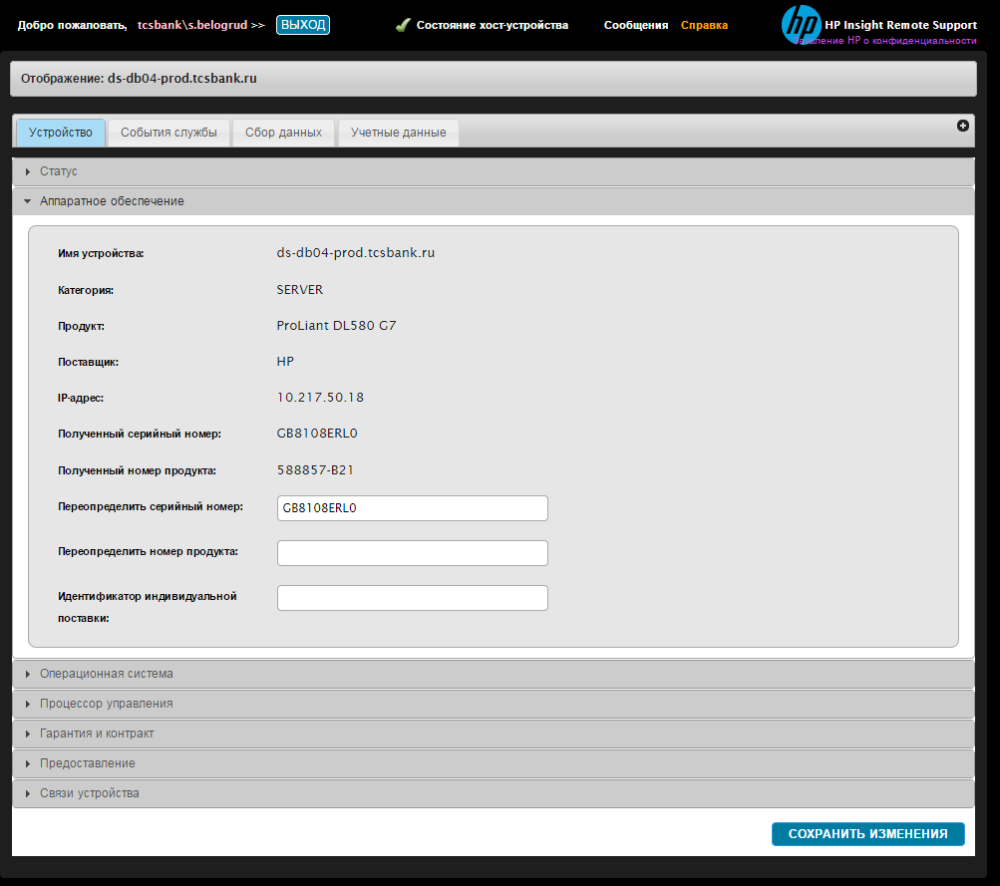 Добро пожаловать, tcsbank\s.belogrud >> ВЫХОД Состояние хост-устройства Сообщения Справка hp HP Insight Remote Support
заявление HP о конфиденциальности
Отображение: ds-db04-prod.tcsbank.ru
Устройство События службы Сбор данных Учетные данные
Статус
Аппаратное обеспечение
Имя устройства: ds-db04-prod.tcsbank.ru
Категория: SERVER
Продукт: ProLiant DL580 G7
Поставщик: HP
IP-адрес: 10.217.50.18
Полученный серийный номер: GB8108ERL0
Полученный номер продукта: 588857-B21
Переопределить серийный номер: GB8108ERL0
Переопределить номер продукта:
Идентификатор индивидуальной
поставки:
Операционная система
Процессор управления
Гарантия и контракт
Предоставление
Связи устройства
СОХРАНИТЬ ИЗМЕНЕНИЯ